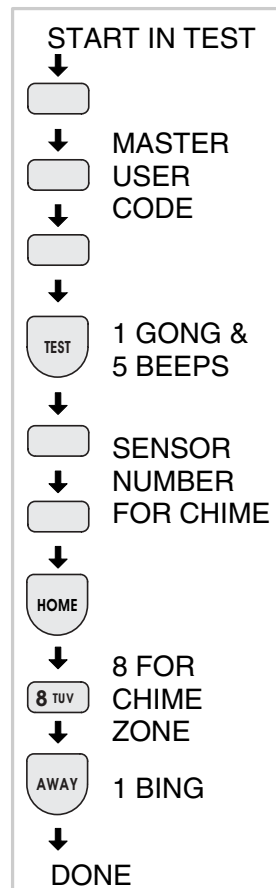 START IN TEST
MASTER
USER
CODE
TEST
1 GONG &
5 BEEPS
SENSOR
NUMBER
FOR CHIME
HOME
8 FOR
8 TUV
CHIME
ZONE
AWAY
1 BING
DONE